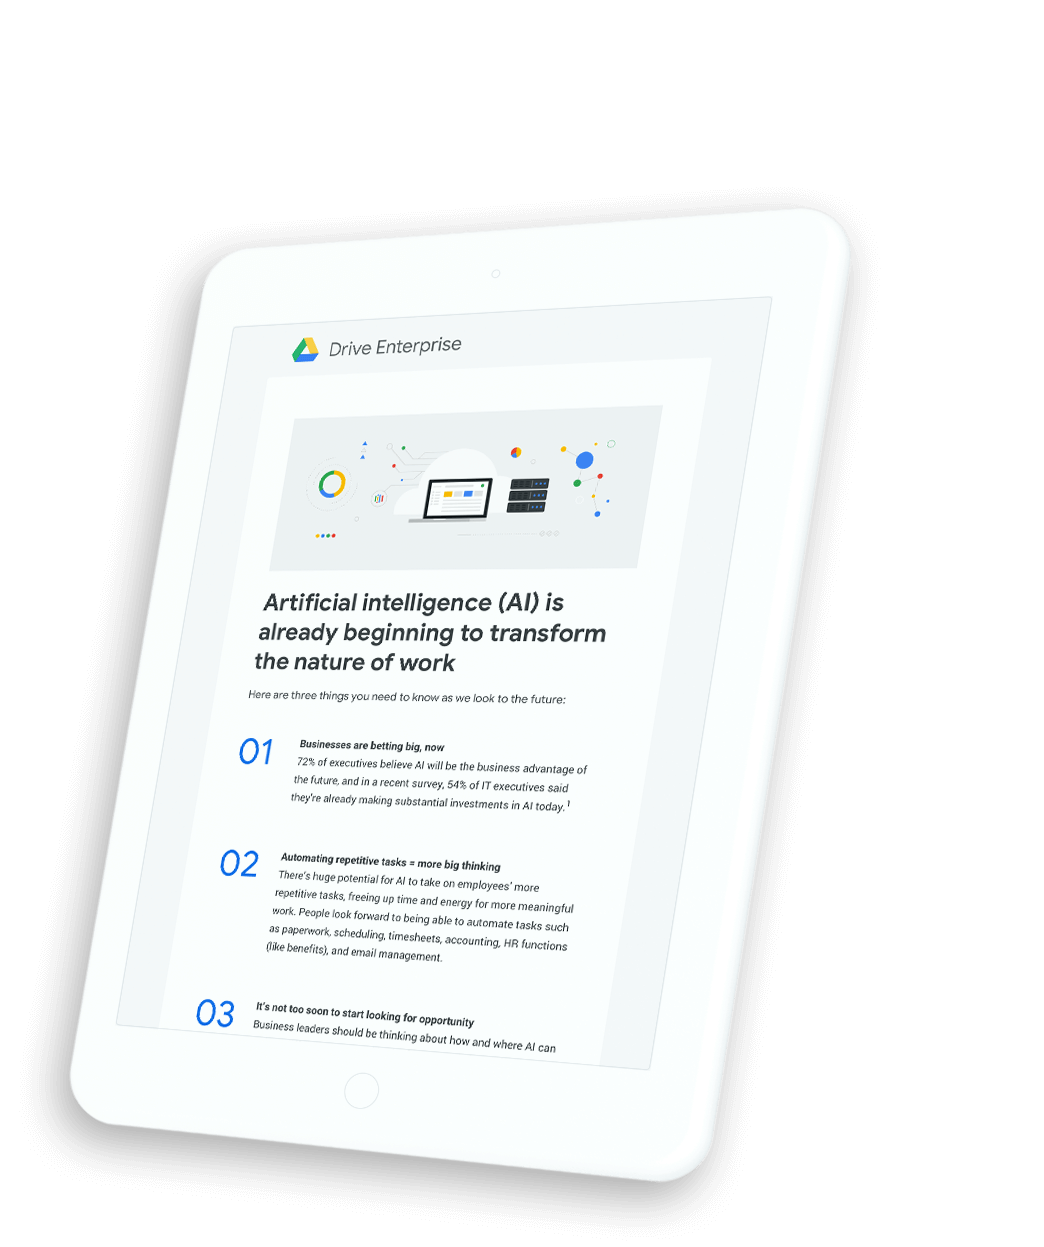 Drive Enterprise
Artificial intelligence (AI) is
already beginning to transform
the nature of work
Here are three things you need to know as we look to the future:
01
Businesses are betting big, now
72% of executives believe AI will be the business advantage of
the future, and in a recent survey, 54% of IT executives said
they're already making substantial investments in AI today.¹
02
Automating repetitive tasks = more big thinking
There's huge potential for AI to take on employees' more
repetitive tasks, freeing up time and energy for more meaningful
work. People look forward to being able to automate tasks such
as paperwork, scheduling, timesheets, accounting, HR functions
(like benefits), and email management.
03
It's not too soon to start looking for opportunity
Business leaders should be thinking about how and where AI can